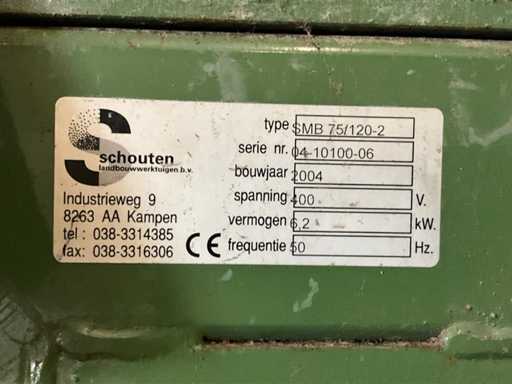 S
schouten
landbouwwerktuigen b.v.
Industrieweg 9
8263 AA Kampen
tel : 038-3314385
fax: 038-3316306
CE
type SMB 75/120-2
serie nr. 04-10100-06
bouwjaar 2004
spanning 400 V.
vermogen 6,2 kW.
frequentie 50 Hz.